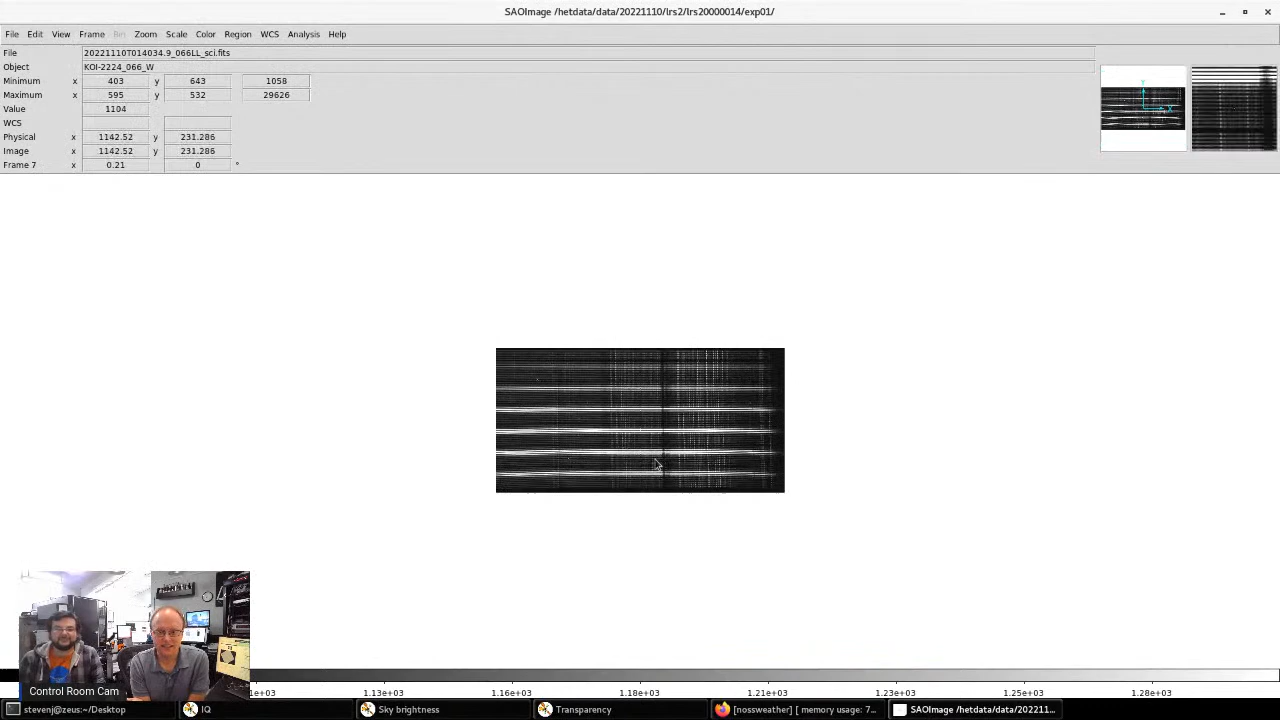 SAOImage /hetdata/data/20221110/lrs2/lrs20000014/exp01/
File Edit View Frame Bin Zoom Scale Color Region WCS Analysis Help
File 20221110T014034.9_066LL_sci.fits
Object KOI-2224_066_W
Minimum x 403 y 643 1058
Maximum x 595 y 532 29626
Value 1104
WCS
Physical x 1142.52 y 231.286
Image x 1142.52 y 231.286
Frame 7 x 0.21 0 °
Y
X
Control Room Cam
1.13e+03 1.16e+03 1.18e+03 1.21e+03 1.23e+03 1.25e+03 1.28e+03
stevenj@zeus:~/Desktop IQ Sky brightness Transparency [nossweather] [ memory usage: 7... SAOImage /hetdata/data/202211...